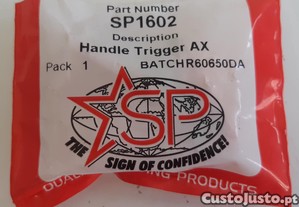 Part Number
SP1602
Description
Handle Trigger AX
Pack 1 BATCHR60650DA
SP
THE SIGN OF CONFIDENCE!
PRODUCTS
CustoJusto.pt